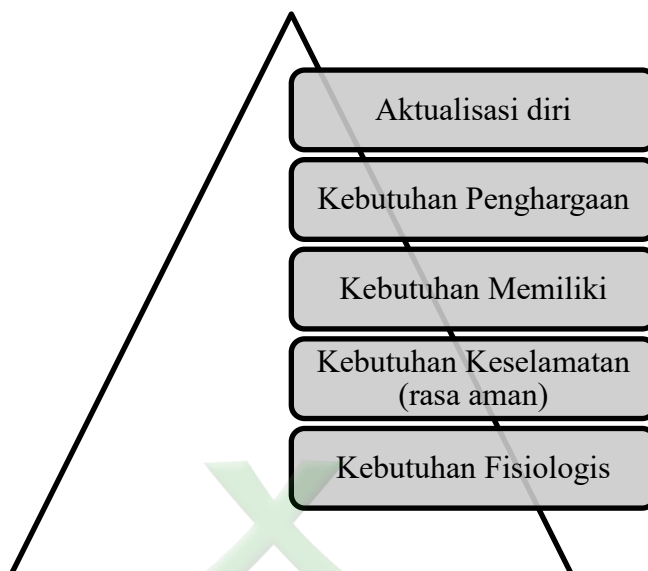 Aktualisasi diri
Kebutuhan Penghargaan
Kebutuhan Memiliki
Kebutuhan Keselamatan
(rasa aman)
Kebutuhan Fisiologis